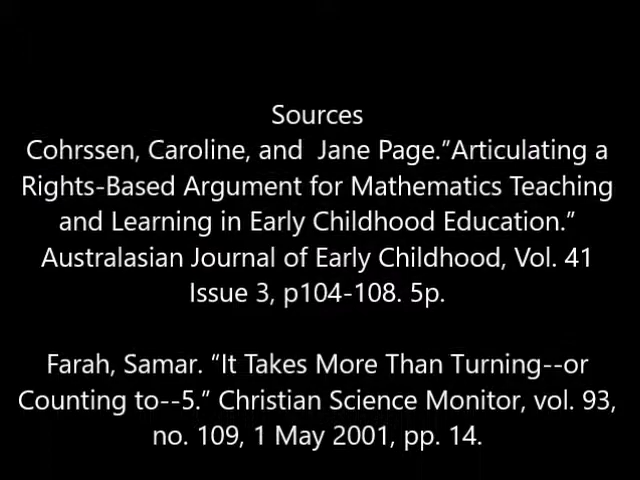 Sources
Cohrssen, Caroline, and  Jane Page.”Articulating a
Rights-Based Argument for Mathematics Teaching
and Learning in Early Childhood Education.”
Australasian Journal of Early Childhood, Vol. 41
Issue 3, p104-108. 5p.
Farah, Samar. “It Takes More Than Turning--or
Counting to--5.” Christian Science Monitor, vol. 93,
no. 109, 1 May 2001, pp. 14.